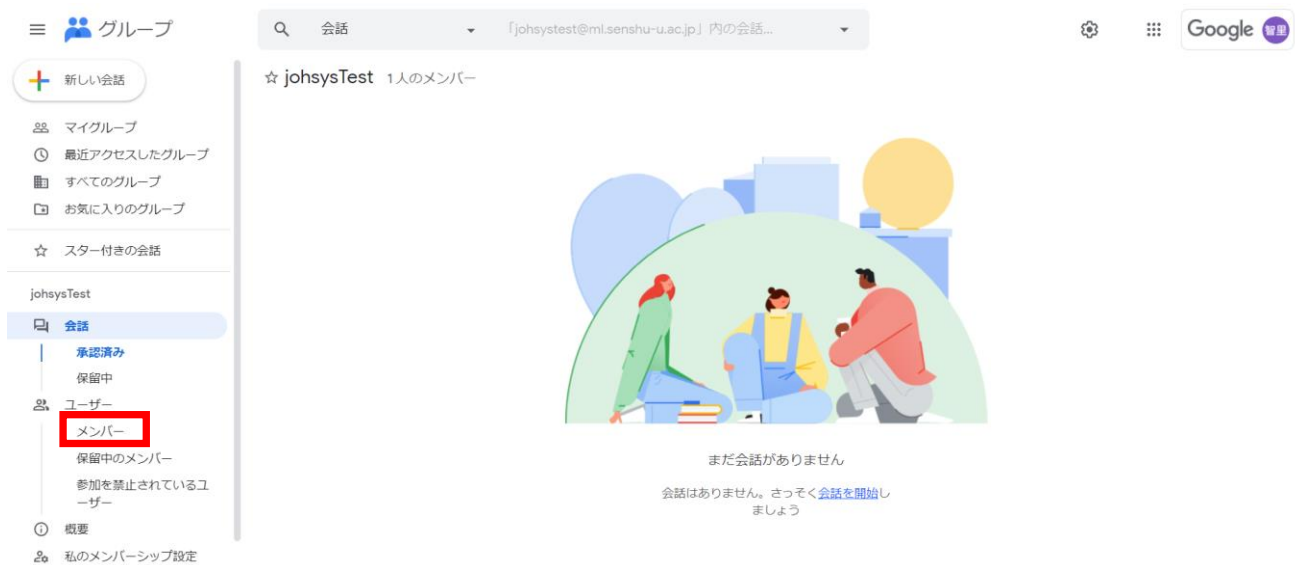 グループ
会話
「johsystest@ml.senshu-u.ac.jp」内の会話...
Google 智里
新しい会話
johsysTest 1人のメンバー
マイグループ
最近アクセスしたグループ
すべてのグループ
お気に入りのグループ
スター付きの会話
johsysTest
会話
承認済み
保留中
ユーザー
メンバー
保留中のメンバー
参加を禁止されているユ
ーザー
概要
私のメンバーシップ設定
まだ会話がありません
会話はありません。さっそく会話を開始し
ましょう